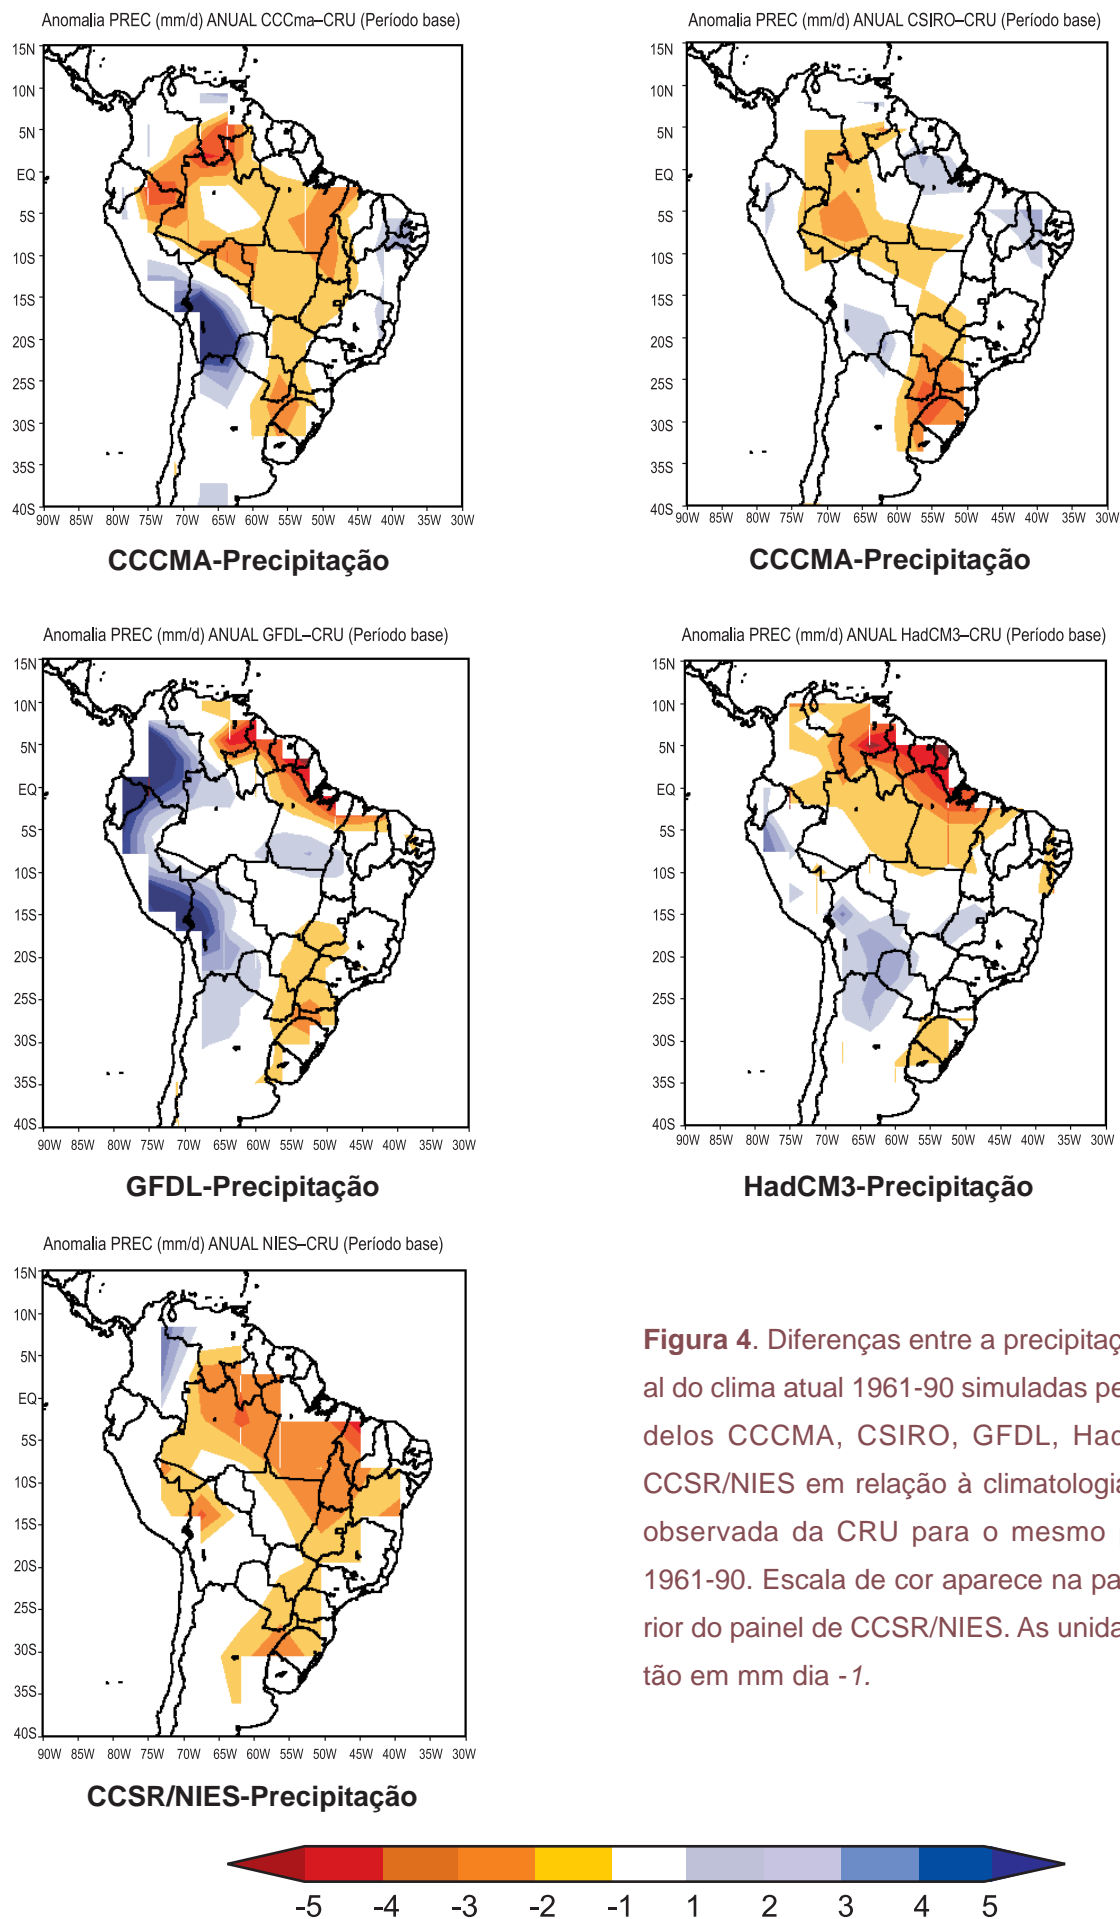 Anomalia PREC (mm/d) ANUAL CCCma–CRU (Período base)
15N
10N
5N
EQ
5S
10S
15S
20S
25S
30S
35S
40S
90W 85W 80W 75W 70W 65W 60W 55W 50W 45W 40W 35W 30W
CCCMA-Precipitação
Anomalia PREC (mm/d) ANUAL CSIRO–CRU (Período base)
15N
10N
5N
EQ
5S
10S
15S
20S
25S
30S
35S
40S
90W 85W 80W 75W 70W 65W 60W 55W 50W 45W 40W 35W 30W
CCCMA-Precipitação
Anomalia PREC (mm/d) ANUAL GFDL–CRU (Período base)
15N
10N
5N
EQ
5S
10S
15S
20S
25S
30S
35S
40S
90W 85W 80W 75W 70W 65W 60W 55W 50W 45W 40W 35W 30W
GFDL-Precipitação
Anomalia PREC (mm/d) ANUAL HadCM3–CRU (Período base)
15N
10N
5N
EQ
5S
10S
15S
20S
25S
30S
35S
40S
90W 85W 80W 75W 70W 65W 60W 55W 50W 45W 40W 35W 30W
HadCM3-Precipitação
Anomalia PREC (mm/d) ANUAL NIES–CRU (Período base)
15N
10N
5N
EQ
5S
10S
15S
20S
25S
30S
35S
40S
90W 85W 80W 75W 70W 65W 60W 55W 50W 45W 40W 35W 30W
CCSR/NIES-Precipitação
Figura 4. Diferenças entre a precipitaç
al do clima atual 1961-90 simuladas pe
delos CCCMA, CSIRO, GFDL, Had
CCSR/NIES em relação à climatologia
observada da CRU para o mesmo
1961-90. Escala de cor aparece na pa
rior do painel de CCSR/NIES. As unida
tão em mm dia -1.
-5 -4 -3 -2 -1 1 2 3 4 5